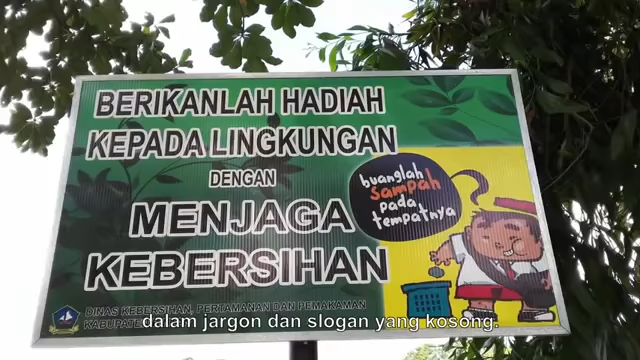 BERIKANLAH HADIAH
KEPADA LINGKUNGAN
DENGAN
MENJAGA
KEBERSIHAN
buanglah
sampah
pada
tempatnya
DINAS KEBERSIHAN, PERTAMANAN DAN PEMAKAMAN
KABUPATE
dalam jargon dan slogan yang kosong.